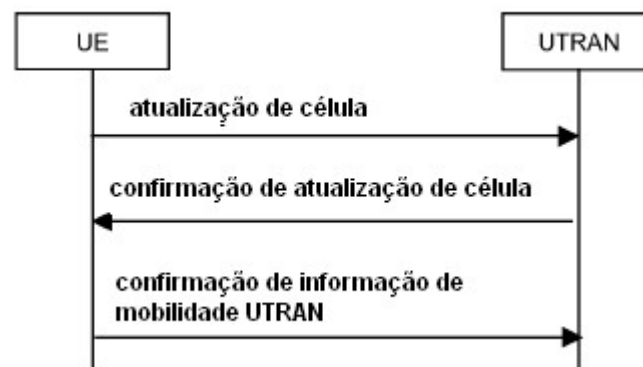 UE
UTRAN
atualização de célula
confirmação de atualização de célula
confirmação de informação de
mobilidade UTRAN